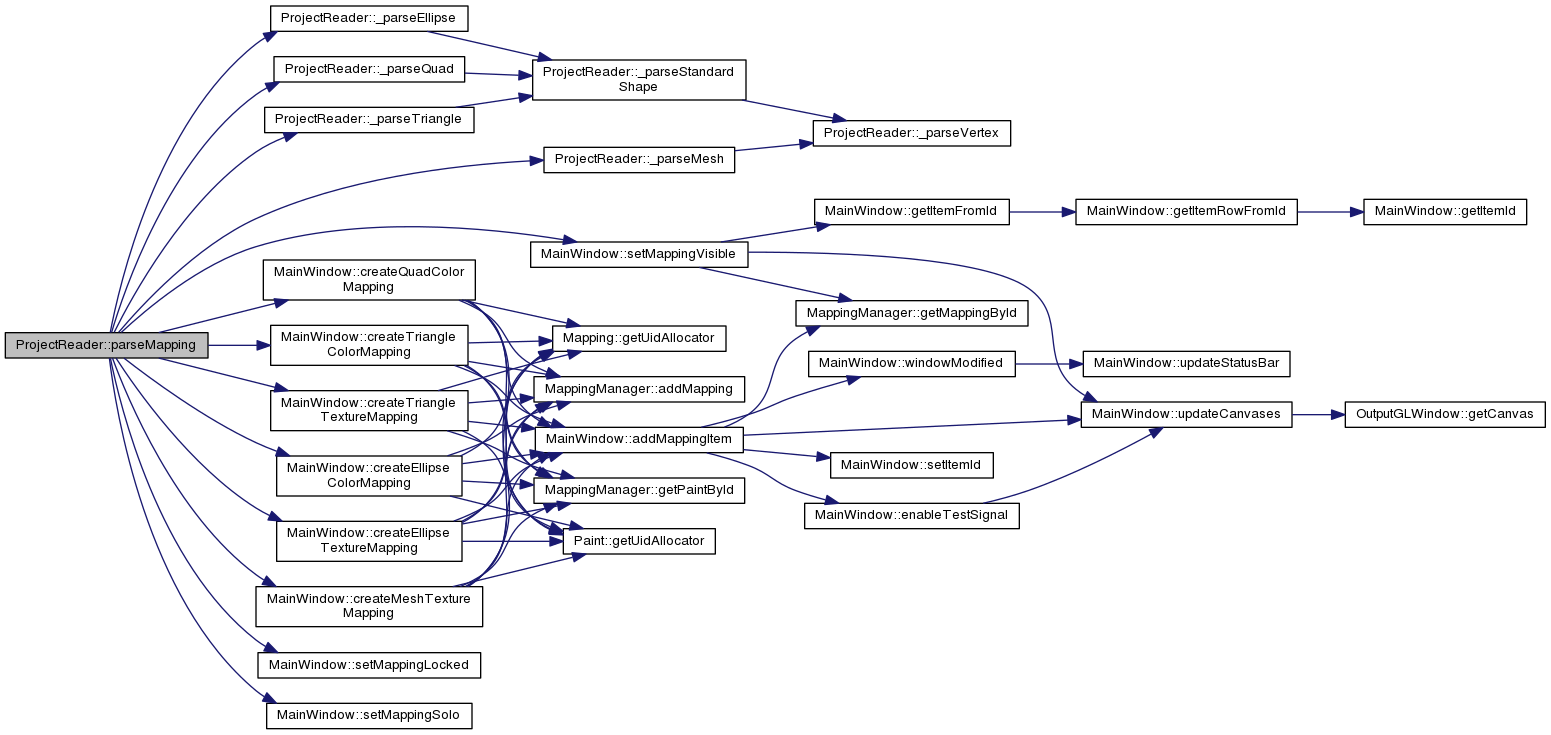 ProjectReader::_parseEllipse
ProjectReader::_parseQuad
ProjectReader::_parseStandard
Shape
ProjectReader::_parseTriangle
ProjectReader::_parseVertex
ProjectReader::_parseMesh
MainWindow::getItemFromId
MainWindow::getItemRowFromId
MainWindow::getItemId
MainWindow::setMappingVisible
MainWindow::createQuadColor
Mapping
MappingManager::getMappingById
ProjectReader::parseMapping
MainWindow::createTriangle
ColorMapping
Mapping::getUidAllocator
MainWindow::windowModified
MainWindow::updateStatusBar
MappingManager::addMapping
MainWindow::createTriangle
TextureMapping
MainWindow::updateCanvases
OutputGLWindow::getCanvas
MainWindow::addMappingItem
MainWindow::setItemId
MainWindow::createEllipse
ColorMapping
MappingManager::getPaintById
MainWindow::enableTestSignal
MainWindow::createEllipse
TextureMapping
Paint::getUidAllocator
MainWindow::createMeshTexture
Mapping
MainWindow::setMappingLocked
MainWindow::setMappingSolo